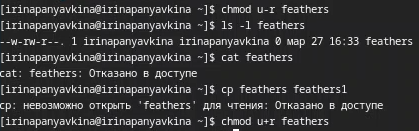 [irinapanyavkina@irinapanyavkina ~]$ chmod u-r feathers
[irinapanyavkina@irinapanyavkina ~]$ ls -l feathers
--w-rw-r--. 1 irinapanyavkina irinapanyavkina 0 мар 27 16:33 feathers
[irinapanyavkina@irinapanyavkina ~]$ cat feathers
cat: feathers: Отказано в доступе
[irinapanyavkina@irinapanyavkina ~]$ cp feathers feathers1
cp: невозможно открыть 'feathers' для чтения: Отказано в доступе
[irinapanyavkina@irinapanyavkina ~]$ chmod u+r feathers